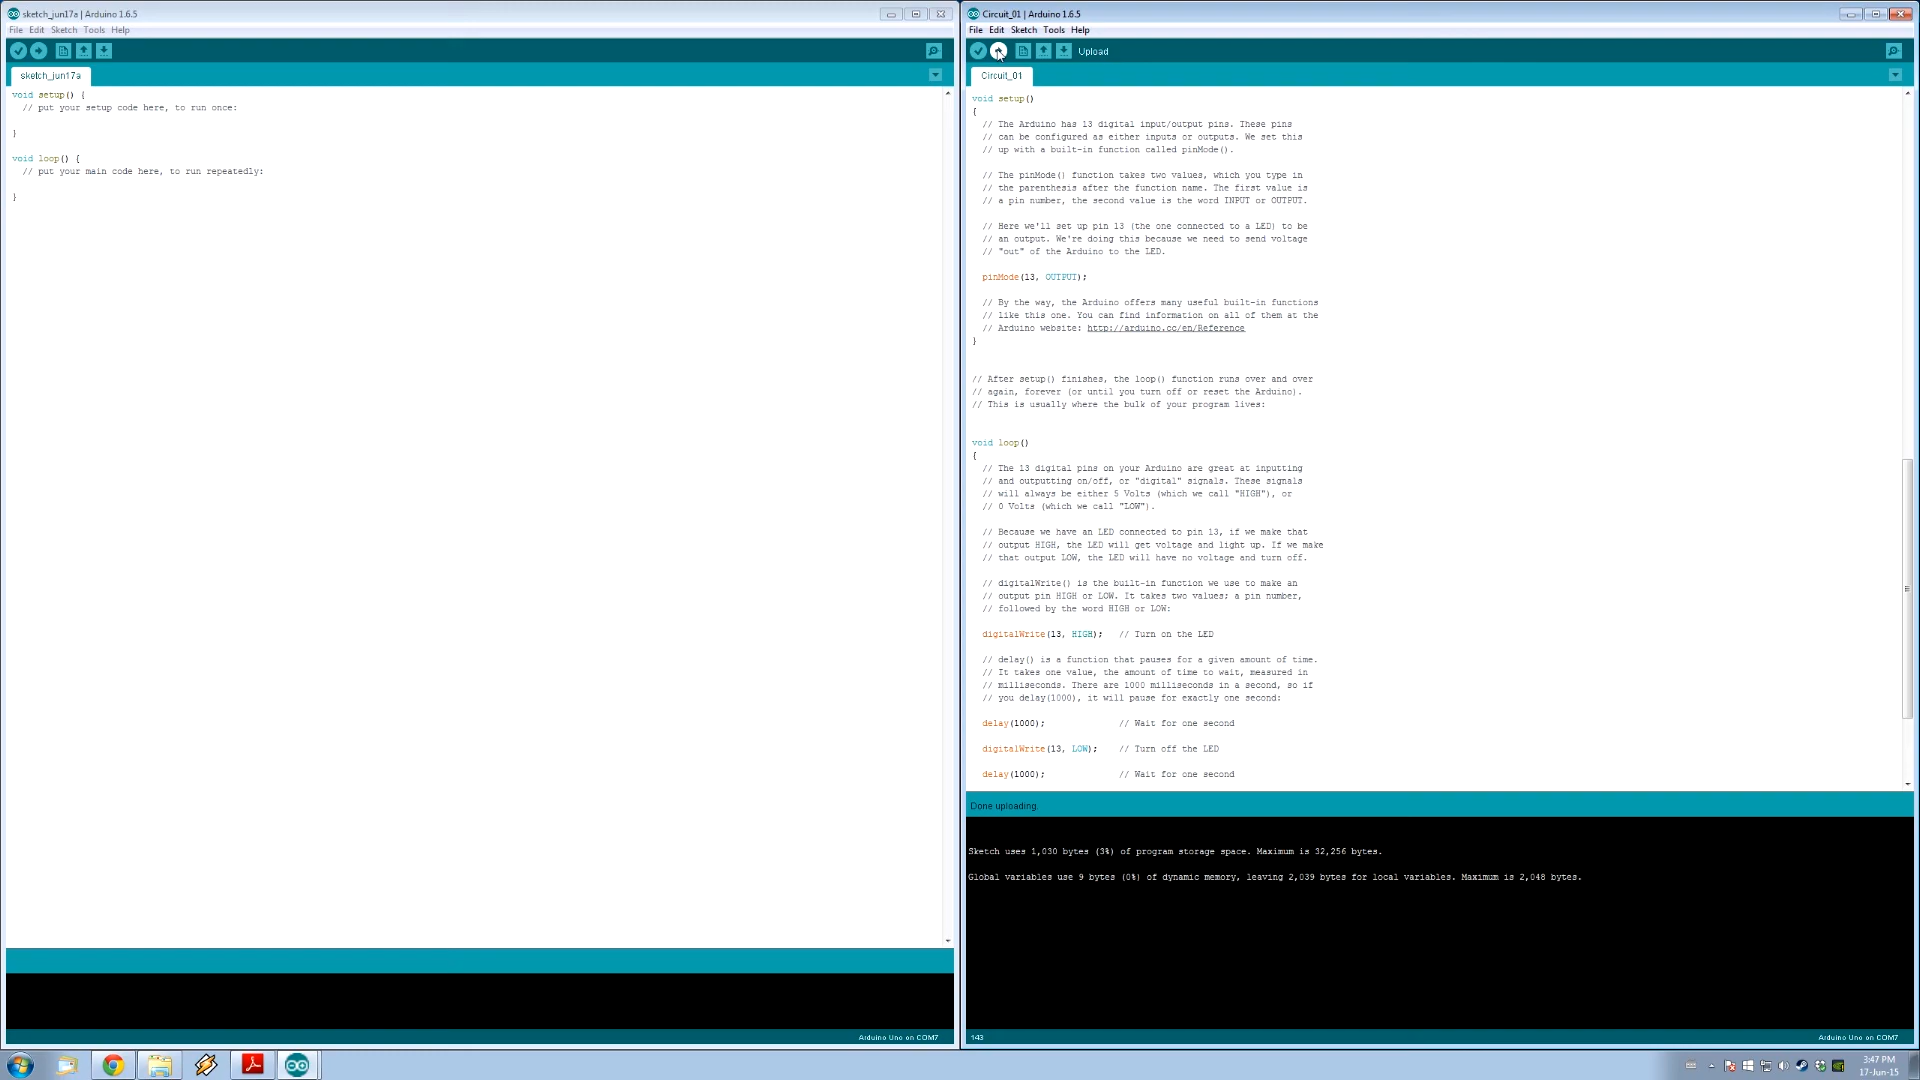 sketch_jun17a | Arduino 1.6.5
File Edit Sketch Tools Help
sketch_jun17a
void setup() {
// put your setup code here, to run once:
}
void loop() {
// put your main code here, to run repeatedly:
}
Arduino Uno on COM7
Circuit_01 | Arduino 1.6.5
File Edit Sketch Tools Help
Upload
Circuit_01
void setup()
{
// The Arduino has 13 digital input/output pins. These pins
// can be configured as either inputs or outputs. We set this
// up with a built-in function called pinMode().
// The pinMode() function takes two values, which you type in
// the parenthesis after the function name. The first value is
// a pin number, the second value is the word INPUT or OUTPUT.
// Here we'll set up pin 13 (the one connected to a LED) to be
// an output. We're doing this because we need to send voltage
// "out" of the Arduino to the LED.
pinMode(13, OUTPUT);
// By the way, the Arduino offers many useful built-in functions
// like this one. You can find information on all of them at the
// Arduino website: http://arduino.cc/en/Reference
}
// After setup() finishes, the loop() function runs over and over
// again, forever (or until you turn off or reset the Arduino).
// This is usually where the bulk of your program lives:
void loop()
{
// The 13 digital pins on your Arduino are great at inputting
// and outputting on/off, or "digital" signals. These signals
// will always be either 5 Volts (which we call "HIGH"), or
// 0 Volts (which we call "LOW").
// Because we have an LED connected to pin 13, if we make that
// output HIGH, the LED will get voltage and light up. If we make
// that output LOW, the LED will have no voltage and turn off.
// digitalWrite() is the built-in function we use to make an
// output pin HIGH or LOW. It takes two values; a pin number,
// followed by the word HIGH or LOW:
digitalWrite(13, HIGH); // Turn on the LED
// delay() is a function that pauses for a given amount of time.
// It takes one value, the amount of time to wait, measured in
// milliseconds. There are 1000 milliseconds in a second, so if
// you delay(1000), it will pause for exactly one second:
delay(1000); // Wait for one second
digitalWrite(13, LOW); // Turn off the LED
delay(1000); // Wait for one second
Done uploading.
Sketch uses 1,030 bytes (3%) of program storage space. Maximum is 32,256 bytes.
Global variables use 9 bytes (0%) of dynamic memory, leaving 2,039 bytes for local variables. Maximum is 2,048 bytes.
143
Arduino Uno on COM7
3:47 PM
17-Jun-15